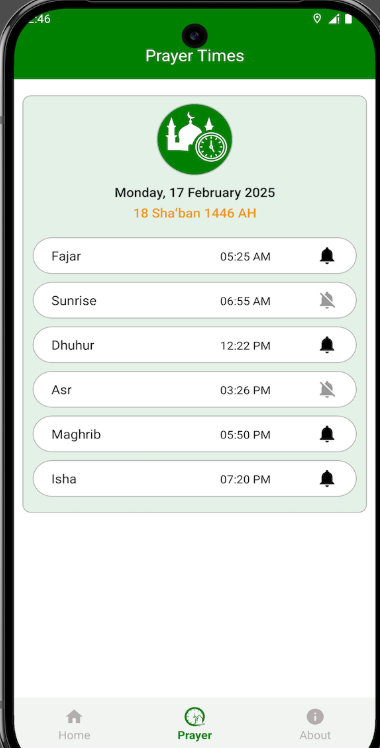 2:46
Prayer Times
Monday, 17 February 2025
18 Sha'ban 1446 AH
Fajar 05:25 AM
Sunrise 06:55 AM
Dhuhur 12:22 PM
Asr 03:26 PM
Maghrib 05:50 PM
Isha 07:20 PM
Home Prayer About